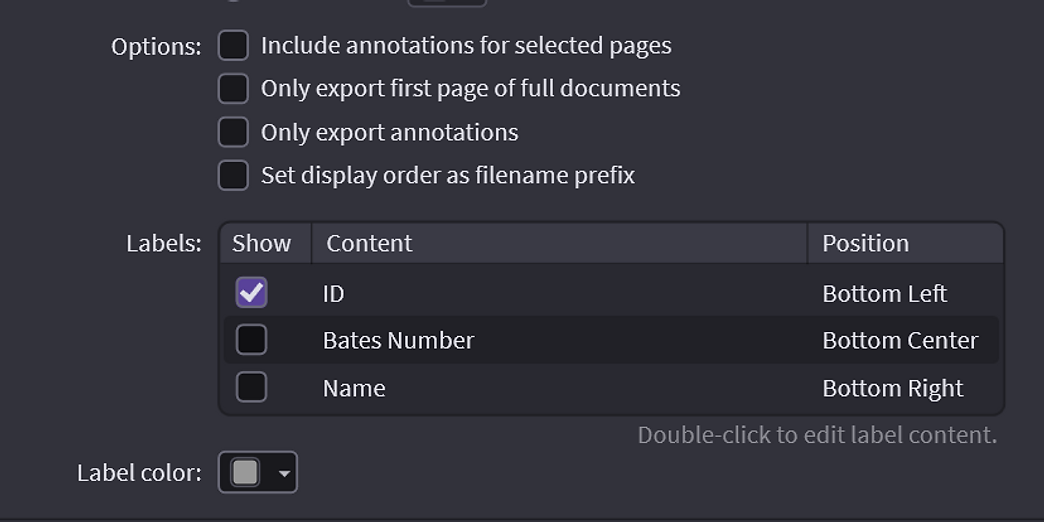 Options: Include annotations for selected pages
Only export first page of full documents
Only export annotations
Set display order as filename prefix
Labels: Show Content Position
ID Bottom Left
Bates Number Bottom Center
Name Bottom Right
Double-click to edit label content.
Label color: